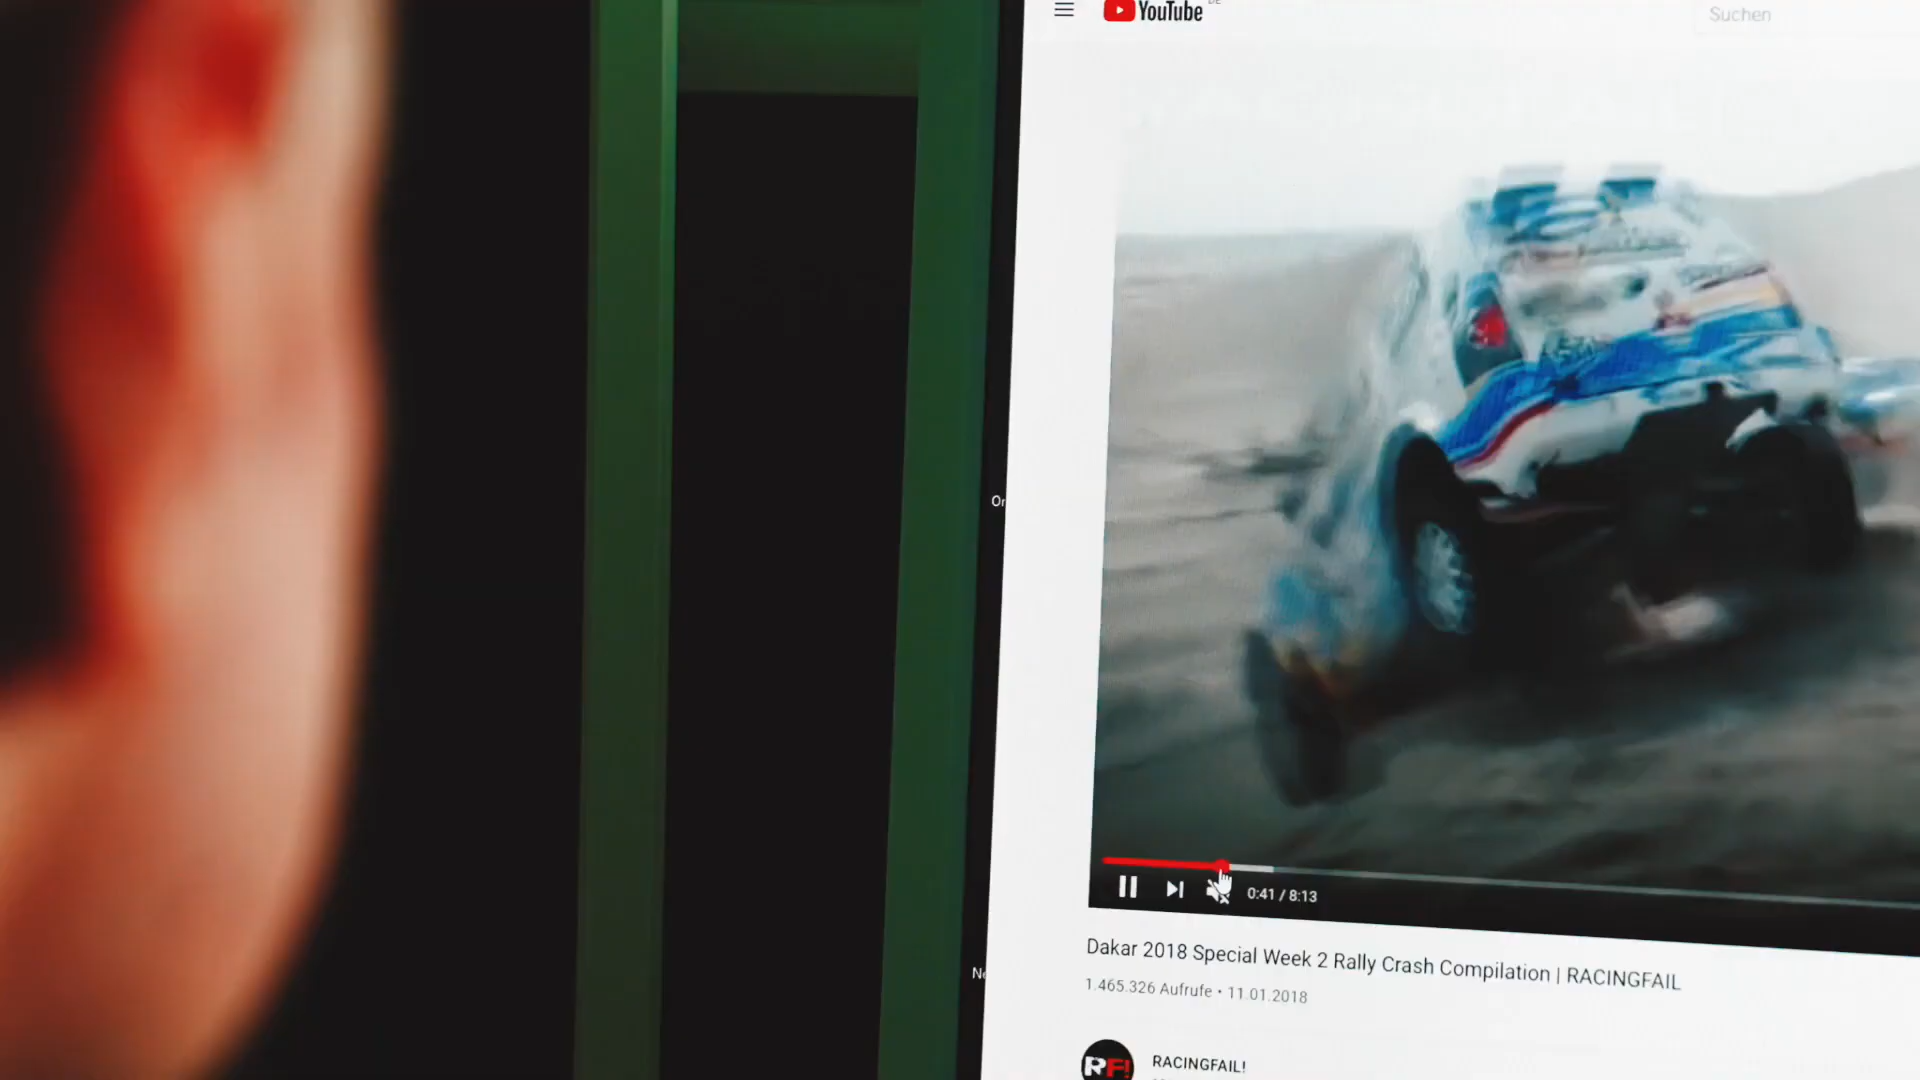 YouTube DE
Suchen
0:41 / 8:13
Dakar 2018 Special Week 2 Rally Crash Compilation | RACINGFAIL
1.465.326 Aufrufe • 11.01.2018
RF!
RACINGFAIL!